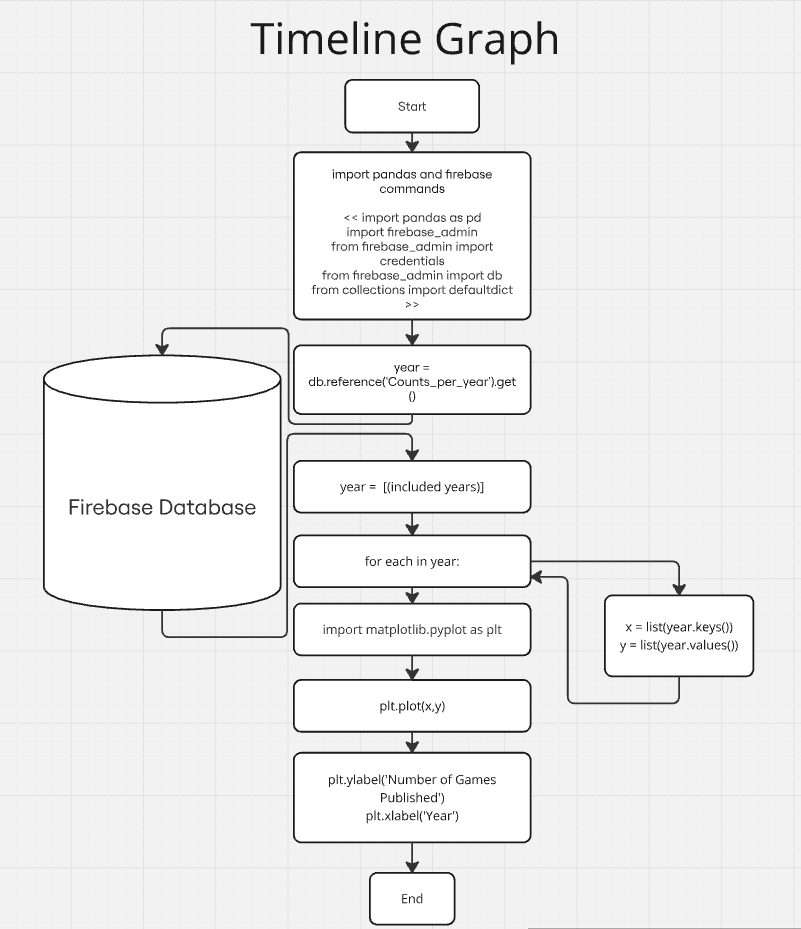 Timeline Graph
Start
import pandas and firebase
commands
<< import pandas as pd
import firebase_admin
from firebase_admin import
credentials
from firebase_admin import db
from collections import defaultdict
>>
year =
db.reference('Counts_per_year').get
()
Firebase Database
year =  [(included years)]
for each in year:
x = list(year.keys())
y = list(year.values())
import matplotlib.pyplot as plt
plt.plot(x,y)
plt.ylabel('Number of Games
Published')
plt.xlabel('Year')
End